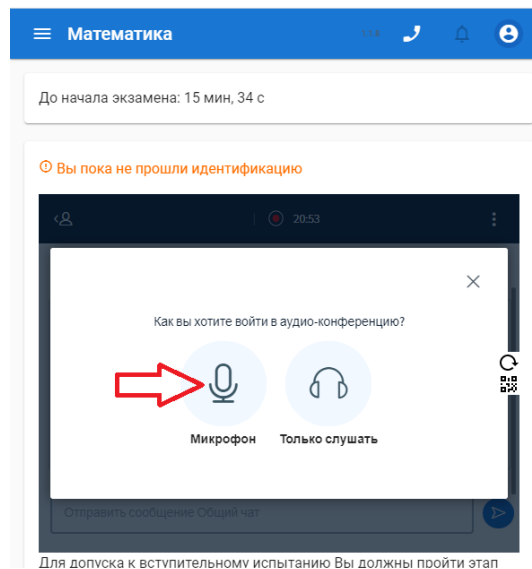 Математика
До начала экзамена: 15 мин, 34 с
Вы пока не прошли идентификацию
20:53
Как вы хотите войти в аудио-конференцию?
Микрофон Только слушать
Отправить сообщение Общий чат
Для допуска к вступительному испытанию Вы должны пройти этап